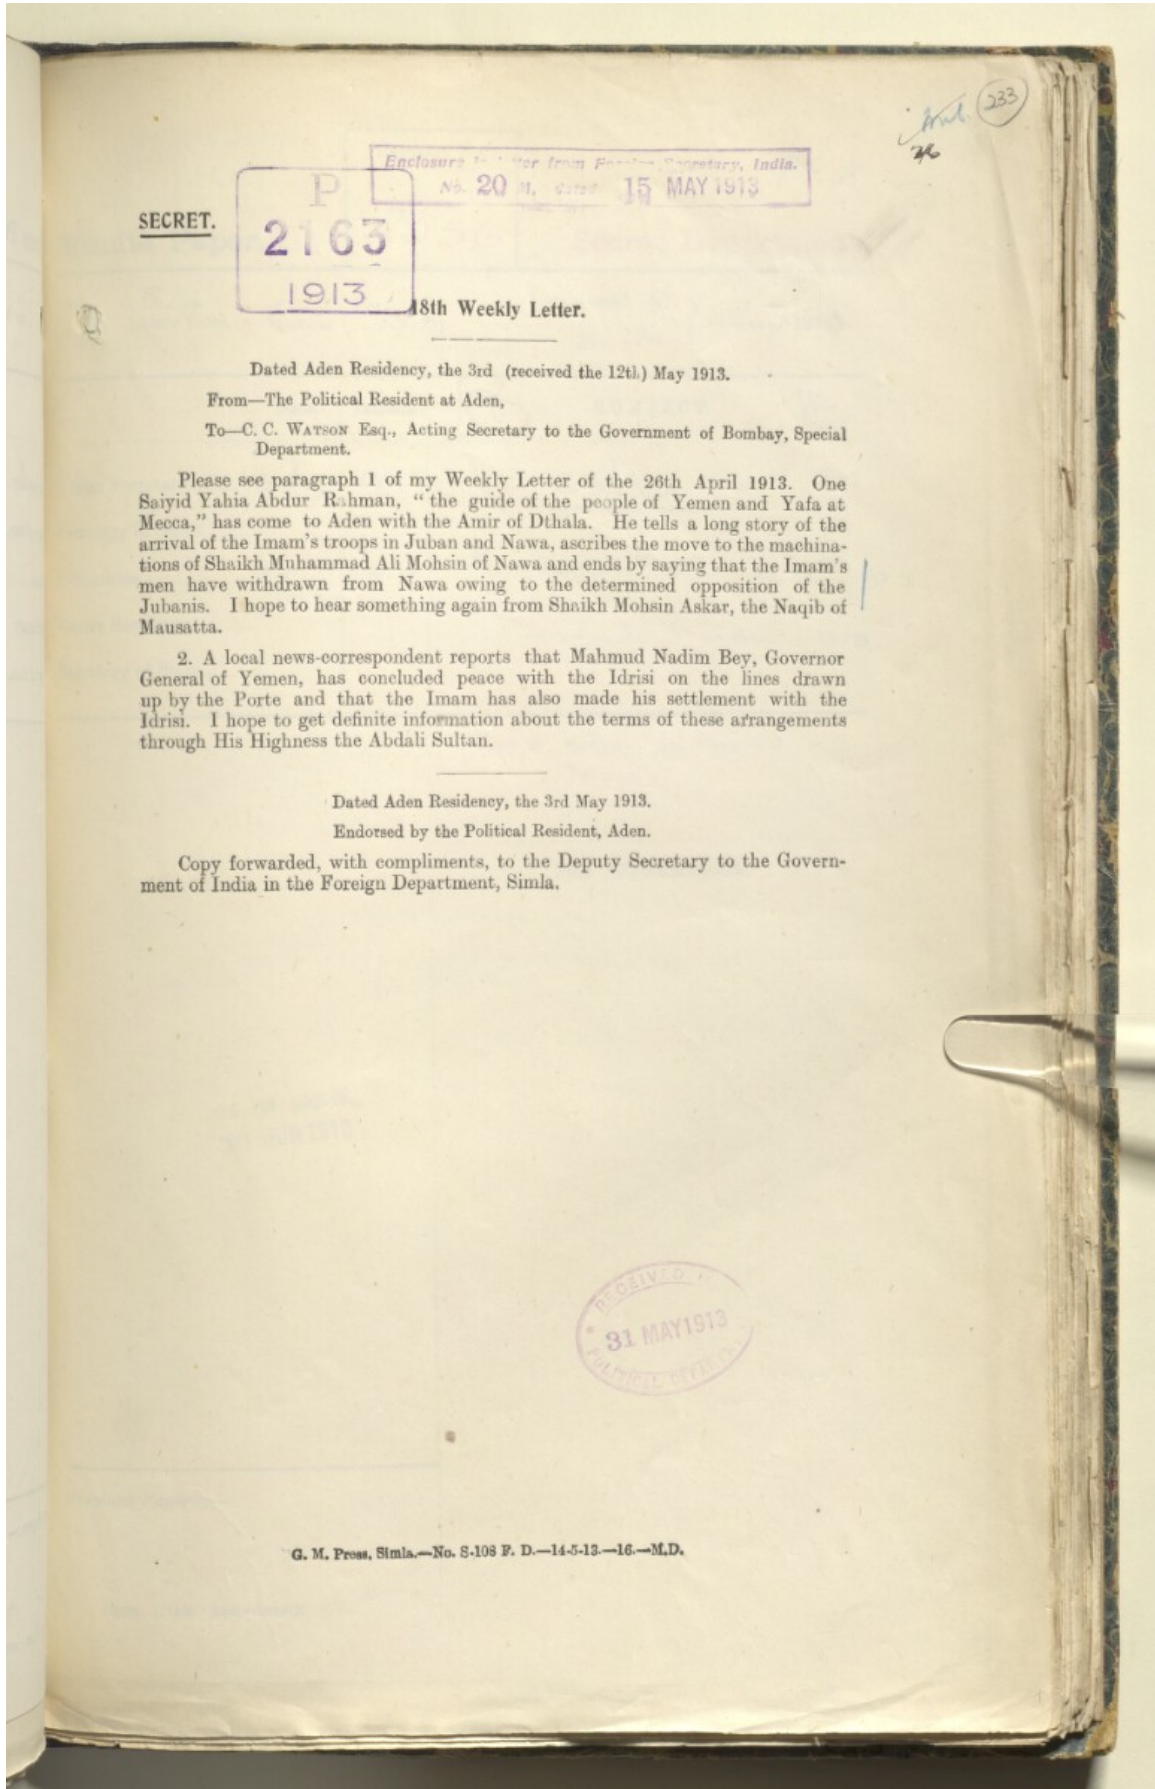 233
Enclosure letter from Foreign Secretary, India.
No. 20 M. dated 15 MAY 1913
P
2163
1913
SECRET.
18th Weekly Letter.
Dated Aden Residency, the 3rd (received the 12th) May 1913.
From—The Political Resident at Aden,
To—C. C. WATSON Esq., Acting Secretary to the Government of Bombay, Special
Department.
Please see paragraph 1 of my Weekly Letter of the 26th April 1913. One
Saiyid Yahia Abdur Rahman, “ the guide of the people of Yemen and Yafa at
Mecca,” has come to Aden with the Amir of Dthala. He tells a long story of the
arrival of the Imam’s troops in Juban and Nawa, ascribes the move to the machina-
tions of Shaikh Muhammad Ali Mohsin of Nawa and ends by saying that the Imam’s
men have withdrawn from Nawa owing to the determined opposition of the
Jubanis. I hope to hear something again from Shaikh Mohsin Askar, the Naqib of
Mausatta.
2. A local news-correspondent reports that Mahmud Nadim Bey, Governor
General of Yemen, has concluded peace with the Idrisi on the lines drawn
up by the Porte and that the Imam has also made his settlement with the
Idrisi. I hope to get definite information about the terms of these arrangements
through His Highness the Abdali Sultan.
Dated Aden Residency, the 3rd May 1913.
Endorsed by the Political Resident, Aden.
Copy forwarded, with compliments, to the Deputy Secretary to the Govern-
ment of India in the Foreign Department, Simla.
RECEIVED
31 MAY 1913
POLITICAL DEPT
G. M. Press, Simla.—No. S-108 F. D.—14-5-13.—16.—M.D.